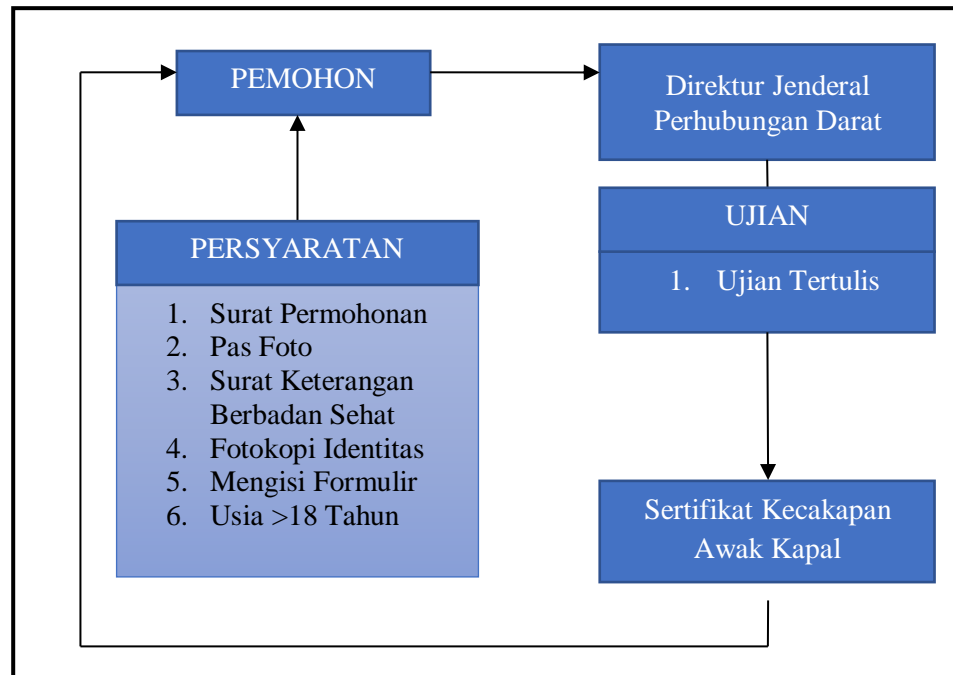 PEMOHON
Direktur Jenderal
Perhubungan Darat
PERSYARATAN
1. Surat Permohonan
2. Pas Foto
3. Surat Keterangan
Berbadan Sehat
4. Fotokopi Identitas
5. Mengisi Formulir
6. Usia >18 Tahun
UJIAN
1. Ujian Tertulis
Sertifikat Kecakapan
Awak Kapal